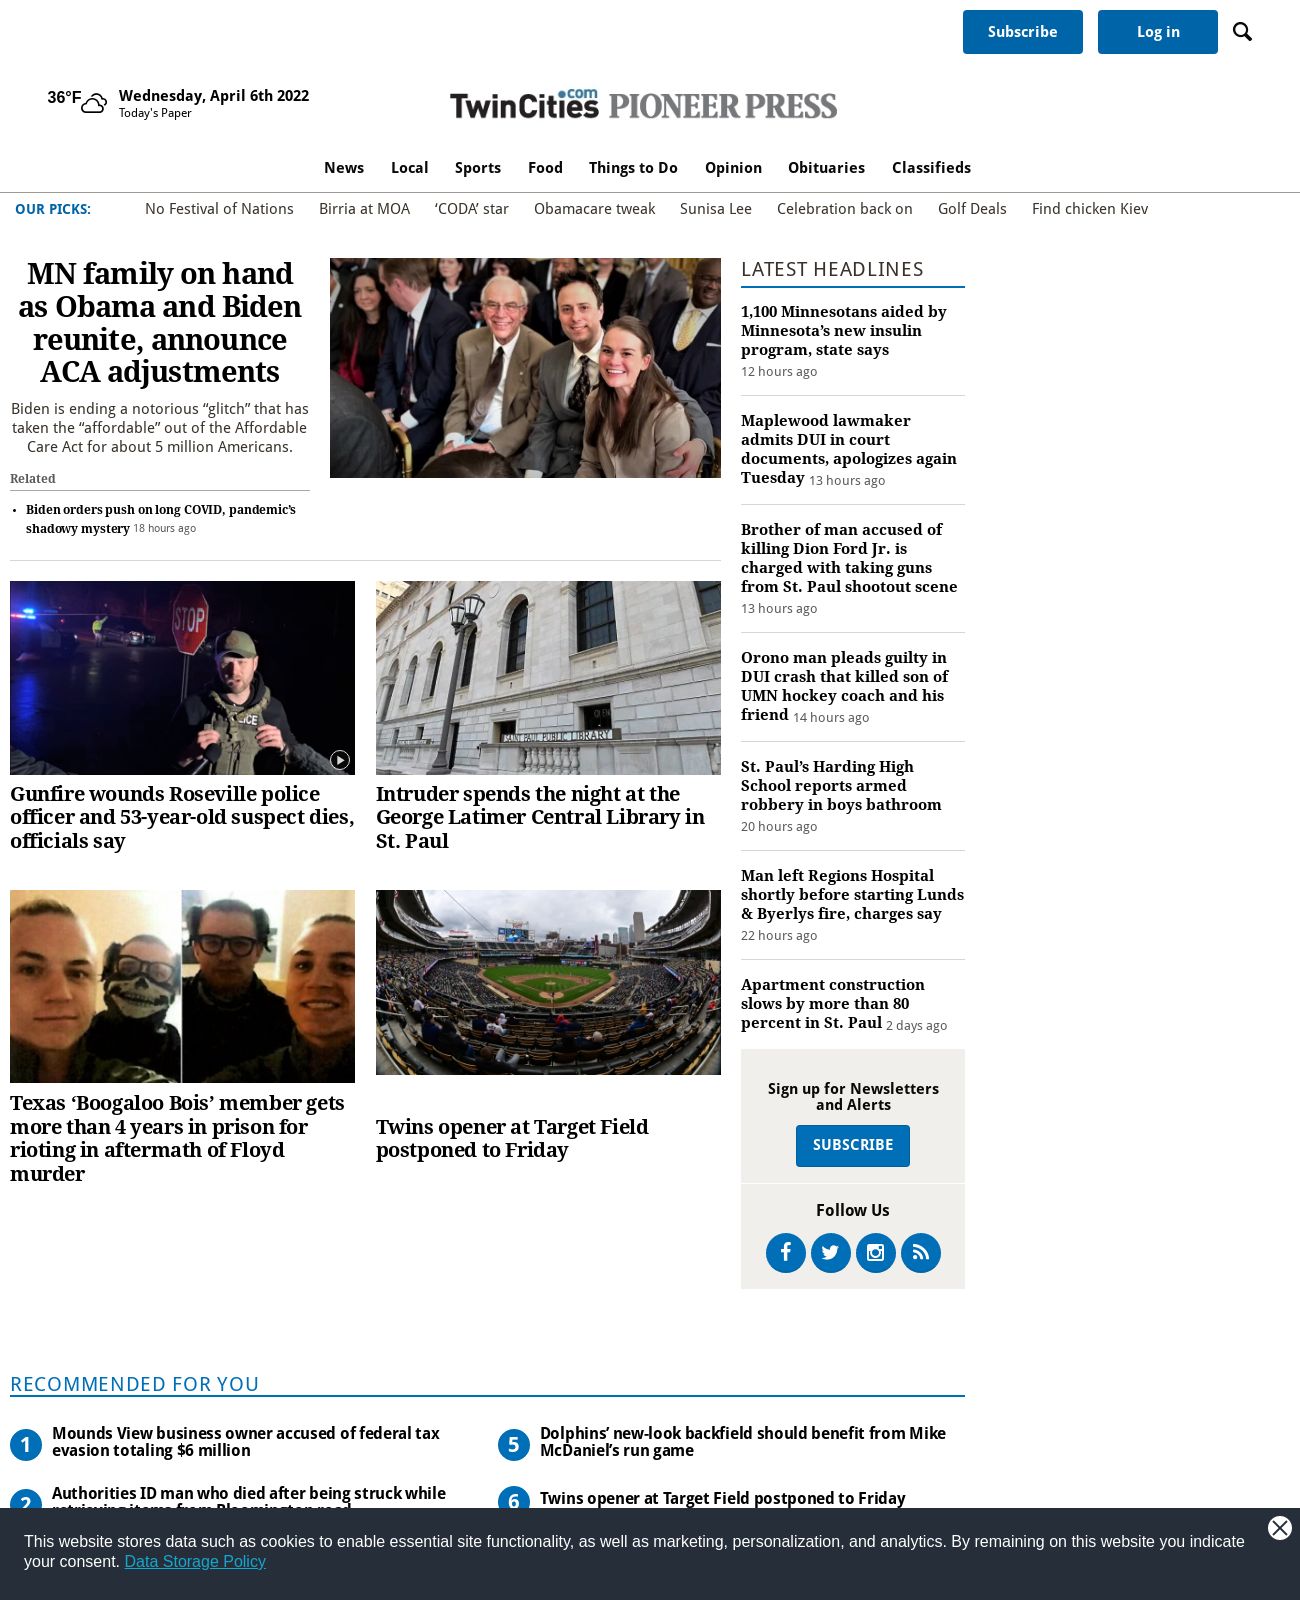 Subscribe
Log in
36°F
Wednesday, April 6th 2022
Today's Paper
TwinCities.com PIONEER PRESS
News Local Sports Food Things to Do Opinion Obituaries Classifieds
OUR PICKS: No Festival of Nations Birria at MOA ‘CODA’ star Obamacare tweak Sunisa Lee Celebration back on Golf Deals Find chicken Kiev
MN family on hand
as Obama and Biden
reunite, announce
ACA adjustments
Biden is ending a notorious “glitch” that has
taken the “affordable” out of the Affordable
Care Act for about 5 million Americans.
Related
• Biden orders push on long COVID, pandemic’s
shadowy mystery 18 hours ago
STOP
POLICE
Gunfire wounds Roseville police
officer and 53-year-old suspect dies,
officials say
SAINT PAUL PUBLIC LIBRARY
Intruder spends the night at the
George Latimer Central Library in
St. Paul
Texas ‘Boogaloo Bois’ member gets
more than 4 years in prison for
rioting in aftermath of Floyd
murder
Twins opener at Target Field
postponed to Friday
LATEST HEADLINES
1,100 Minnesotans aided by
Minnesota’s new insulin
program, state says
12 hours ago
Maplewood lawmaker
admits DUI in court
documents, apologizes again
Tuesday 13 hours ago
Brother of man accused of
killing Dion Ford Jr. is
charged with taking guns
from St. Paul shootout scene
13 hours ago
Orono man pleads guilty in
DUI crash that killed son of
UMN hockey coach and his
friend 14 hours ago
St. Paul’s Harding High
School reports armed
robbery in boys bathroom
20 hours ago
Man left Regions Hospital
shortly before starting Lunds
& Byerlys fire, charges say
22 hours ago
Apartment construction
slows by more than 80
percent in St. Paul 2 days ago
Sign up for Newsletters
and Alerts
SUBSCRIBE
Follow Us
RECOMMENDED FOR YOU
1 Mounds View business owner accused of federal tax
evasion totaling $6 million
2 Authorities ID man who died after being struck while
retrieving items from Bloomington road
5 Dolphins’ new-look backfield should benefit from Mike
McDaniel’s run game
6 Twins opener at Target Field postponed to Friday
This website stores data such as cookies to enable essential site functionality, as well as marketing, personalization, and analytics. By remaining on this website you indicate
your consent. Data Storage Policy